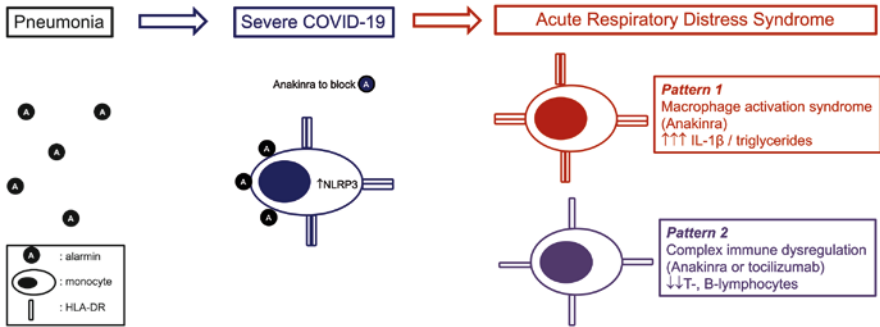 Pneumonia
Severe COVID-19
Acute Respiratory Distress Syndrome
Anakinra to block A
A
A
A
A
A
A
A
A
↑NLRP3
Pattern 1
Macrophage activation syndrome
(Anakinra)
↑↑↑ IL-1β / triglycerides
Pattern 2
Complex immune dysregulation
(Anakinra or tocilizumab)
↓↓T-, B-lymphocytes
A : alarmin
: monocyte
: HLA-DR